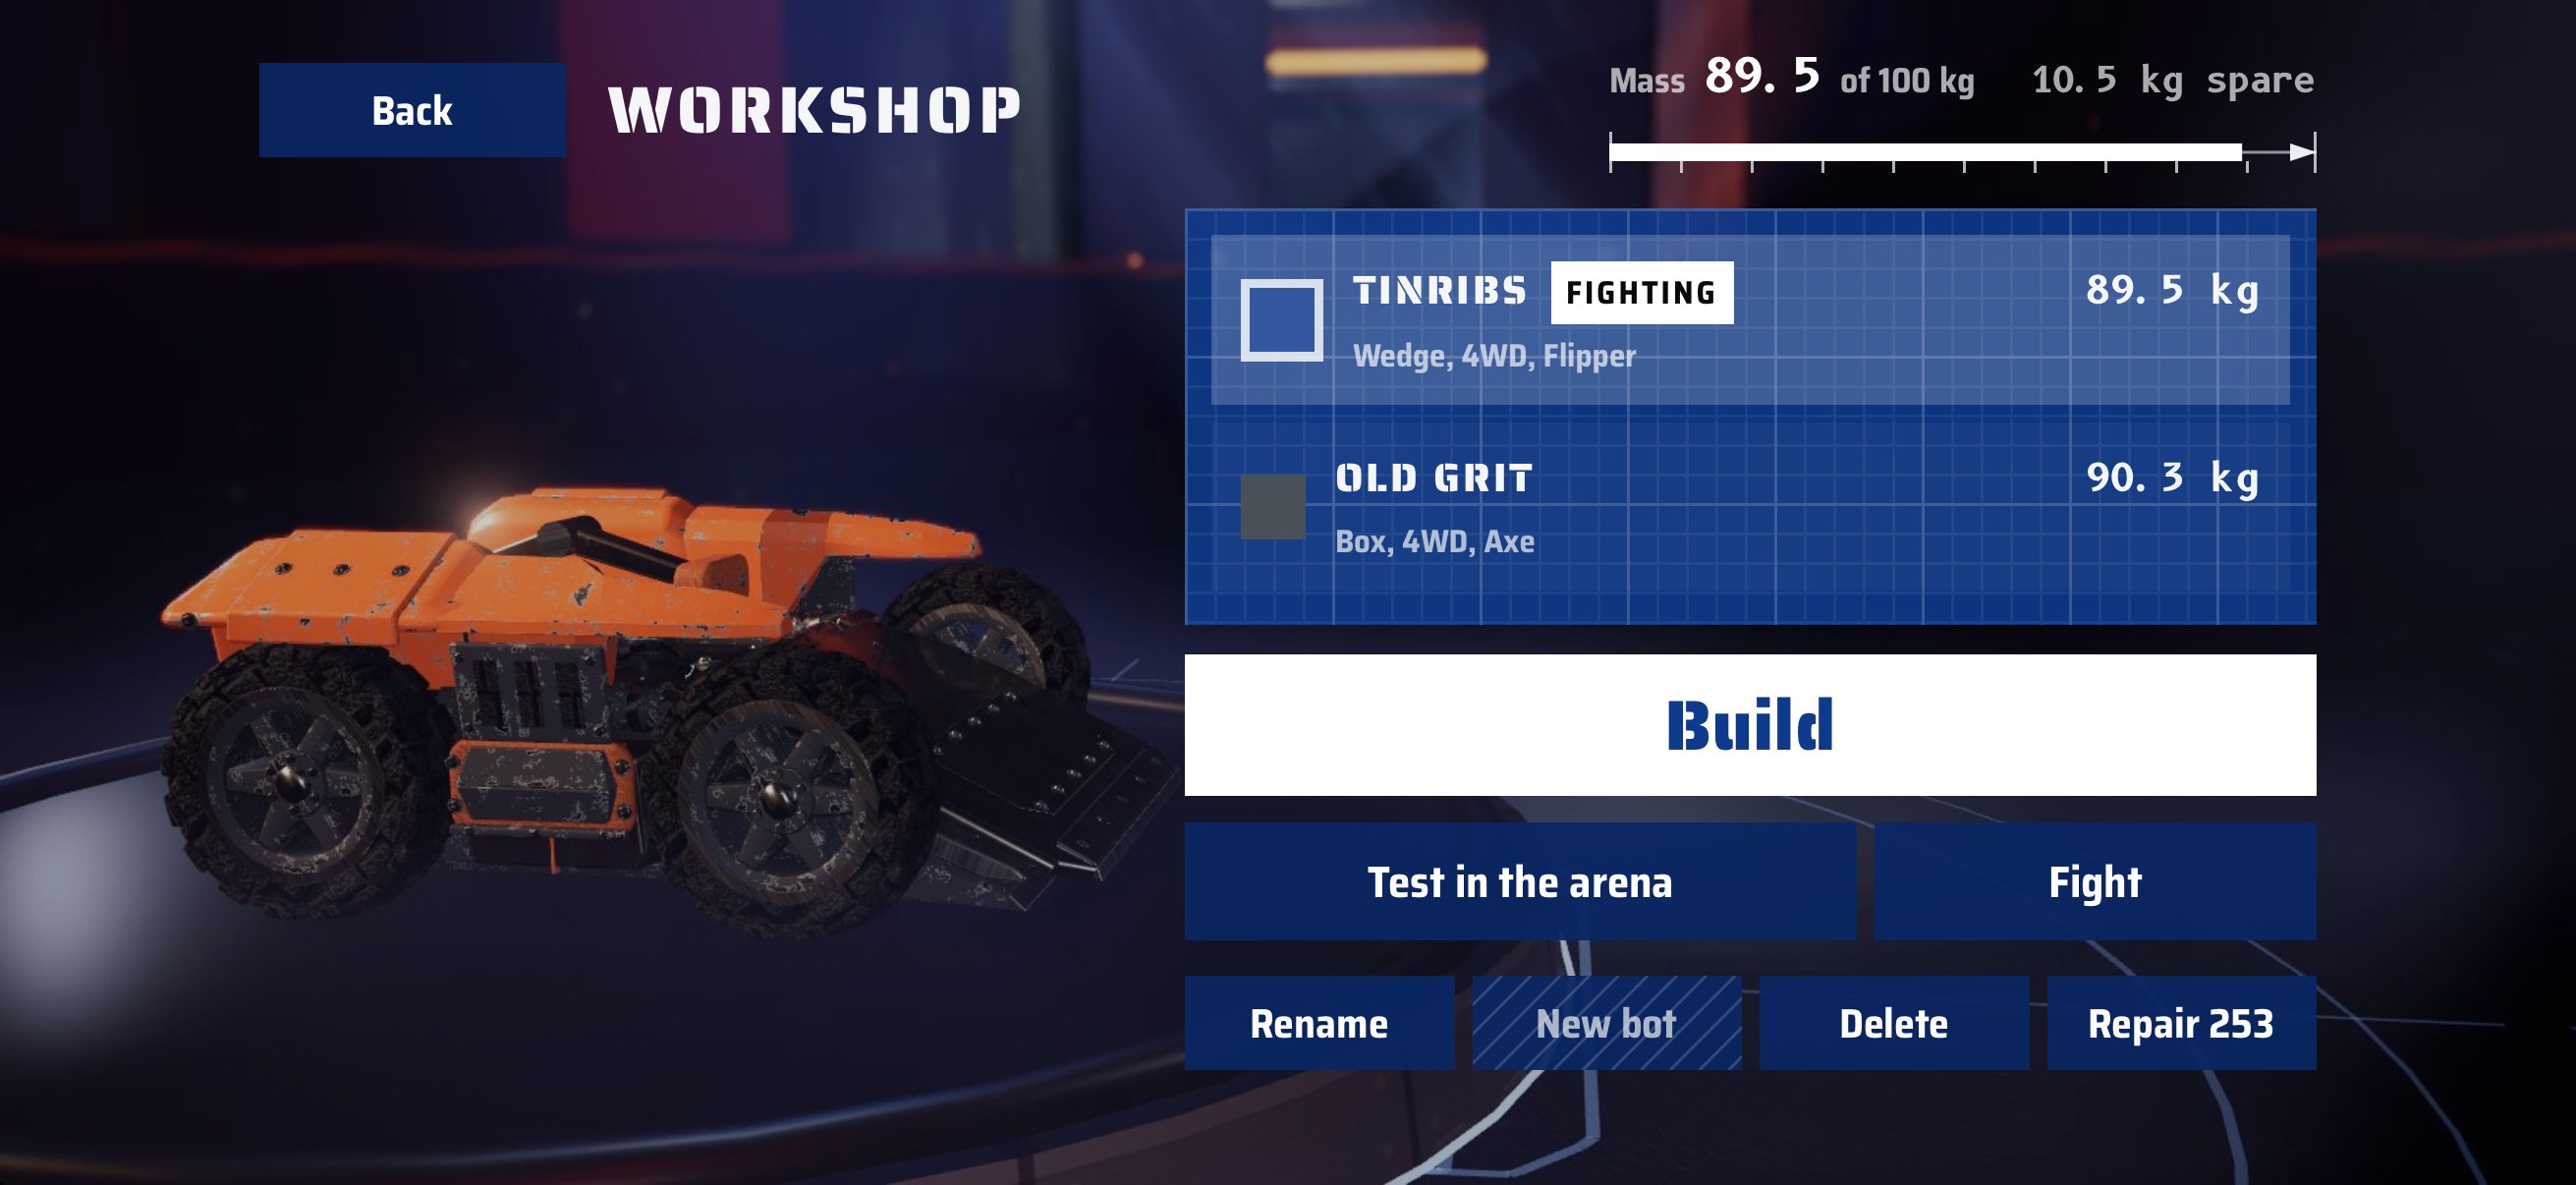 Back
WORKSHOP
Mass 89.5 of 100 kg 10.5 kg spare
TINRIBS FIGHTING 89.5 kg
Wedge, 4WD, Flipper
OLD GRIT 90.3 kg
Box, 4WD, Axe
Build
Test in the arena
Fight
Rename
New bot
Delete
Repair 253